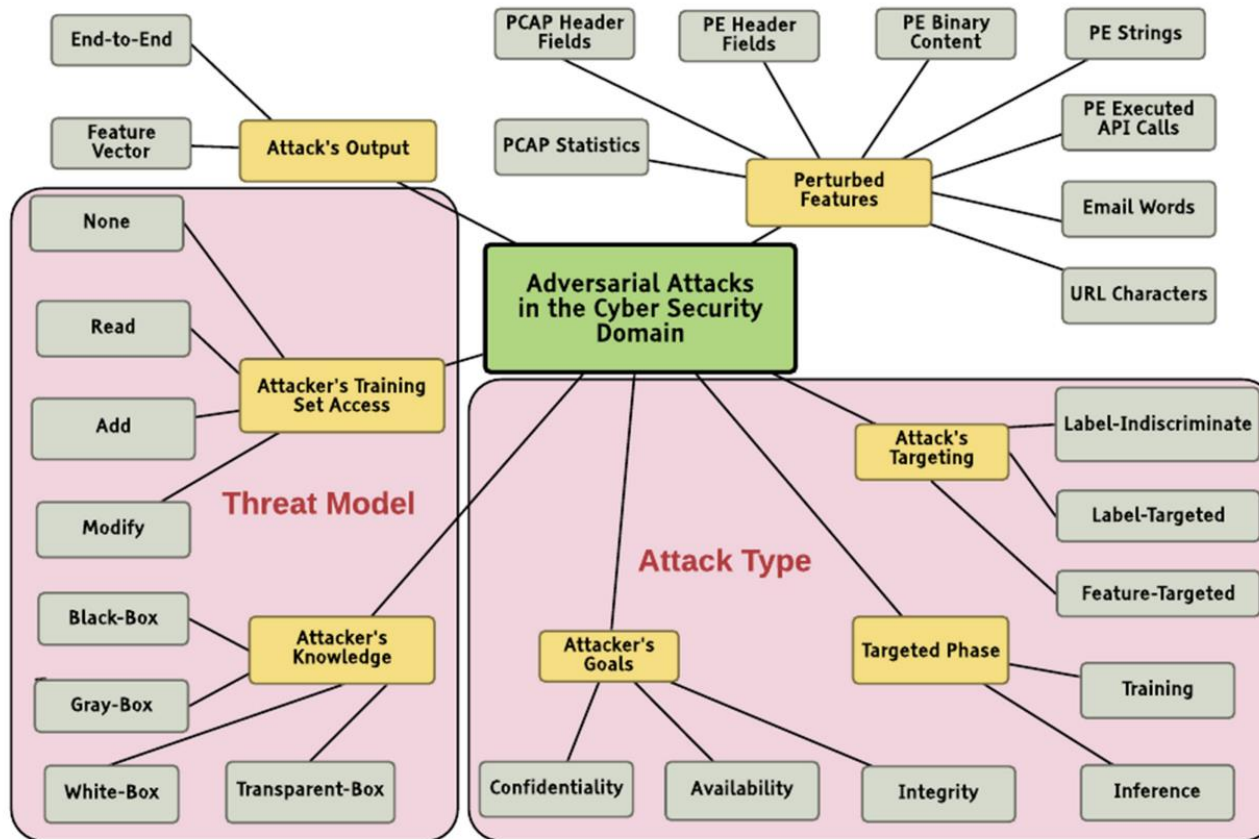 End-to-End
Feature
Vector
Attack's Output
PCAP Header
Fields
PE Header
Fields
PE Binary
Content
PE Strings
PCAP Statistics
PE Executed
API Calls
Perturbed
Features
Email Words
URL Characters
Adversarial Attacks
in the Cyber Security
Domain
None
Read
Attacker's Training
Set Access
Add
Modify
Threat Model
Black-Box
Attacker's
Knowledge
Gray-Box
White-Box
Transparent-Box
Attack's
Targeting
Label-Indiscriminate
Label-Targeted
Attack Type
Feature-Targeted
Attacker's
Goals
Targeted Phase
Training
Confidentiality
Availability
Integrity
Inference